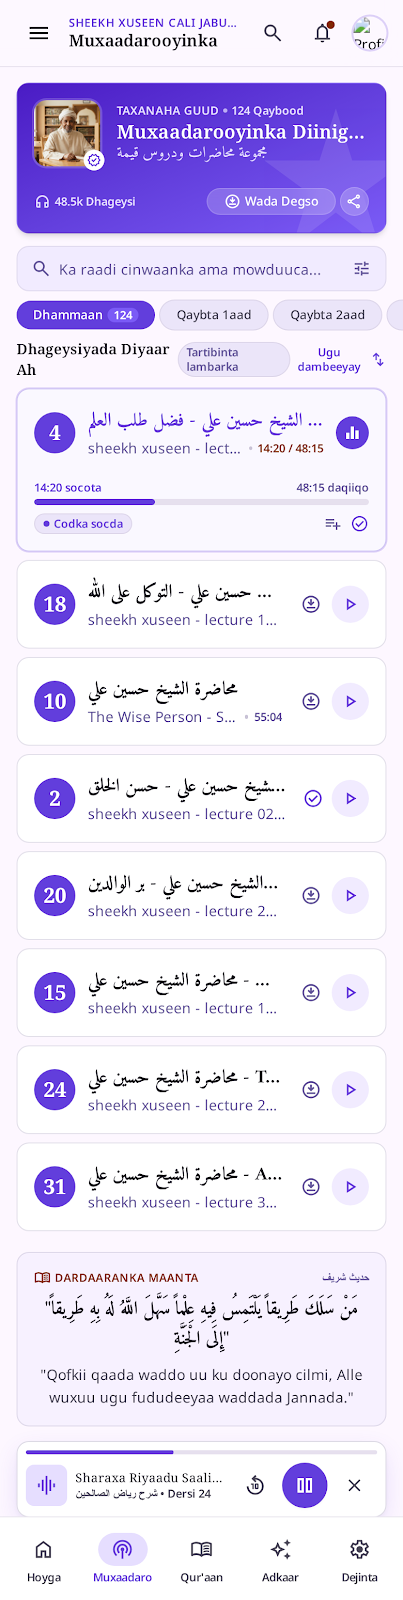 SHEEKH XUSEEN CALI JABU...
Muxaadarooyinka
Profi
TAXANAHA GUUD • 124 Qaybood
Muxaadarooyinka Diinig...
مجموعة محاضرات ودروس قيمة
48.5k Dhageysi
Wada Degso
Ka raadi cinwaanka ama mowduuca...
Dhammaan 124
Qaybta 1aad
Qaybta 2aad
Dhageysiyada Diyaar
Ah
Tartibinta
lambarka
Ugu
dambeeyay
4
الشيخ حسين علي - فضل طلب العلم ...
sheekh xuseen - lect... • 14:20 / 48:15
14:20 socota
48:15 daqiiqo
Codka socda
18
حسين علي - التوكل على الله ...
sheekh xuseen - lecture 1...
10
محاضرة الشيخ حسين علي
The Wise Person - S... • 55:04
2
شيخ حسين علي - حسن الخلق...
sheekh xuseen - lecture 02...
20
الشيخ حسين علي - بر الوالدين...
sheekh xuseen - lecture 2...
15
محاضرة الشيخ حسين علي - ...
sheekh xuseen - lecture 1...
24
محاضرة الشيخ حسين علي - T...
sheekh xuseen - lecture 2...
31
محاضرة الشيخ حسين علي - A...
sheekh xuseen - lecture 3...
DARDAARANKA MAANTA
حديث شريف
"مَنْ سَلَكَ طَرِيقاً يَلْتَمِسُ فِيهِ عِلْماً سَهَّلَ اللَّهُ لَهُ بِهِ طَرِيقاً
إِلَى الْجَنَّةِ"
"Qofkii qaada waddo uu ku doonayo cilmi, Alle
wuxuu ugu fududeeyaa waddada Jannada."
Sharaxa Riyaadu Saali...
شرح رياض الصالحين • Dersi 24
10
Hoyga
Muxaadaro
Qur'aan
Adkaar
Dejinta